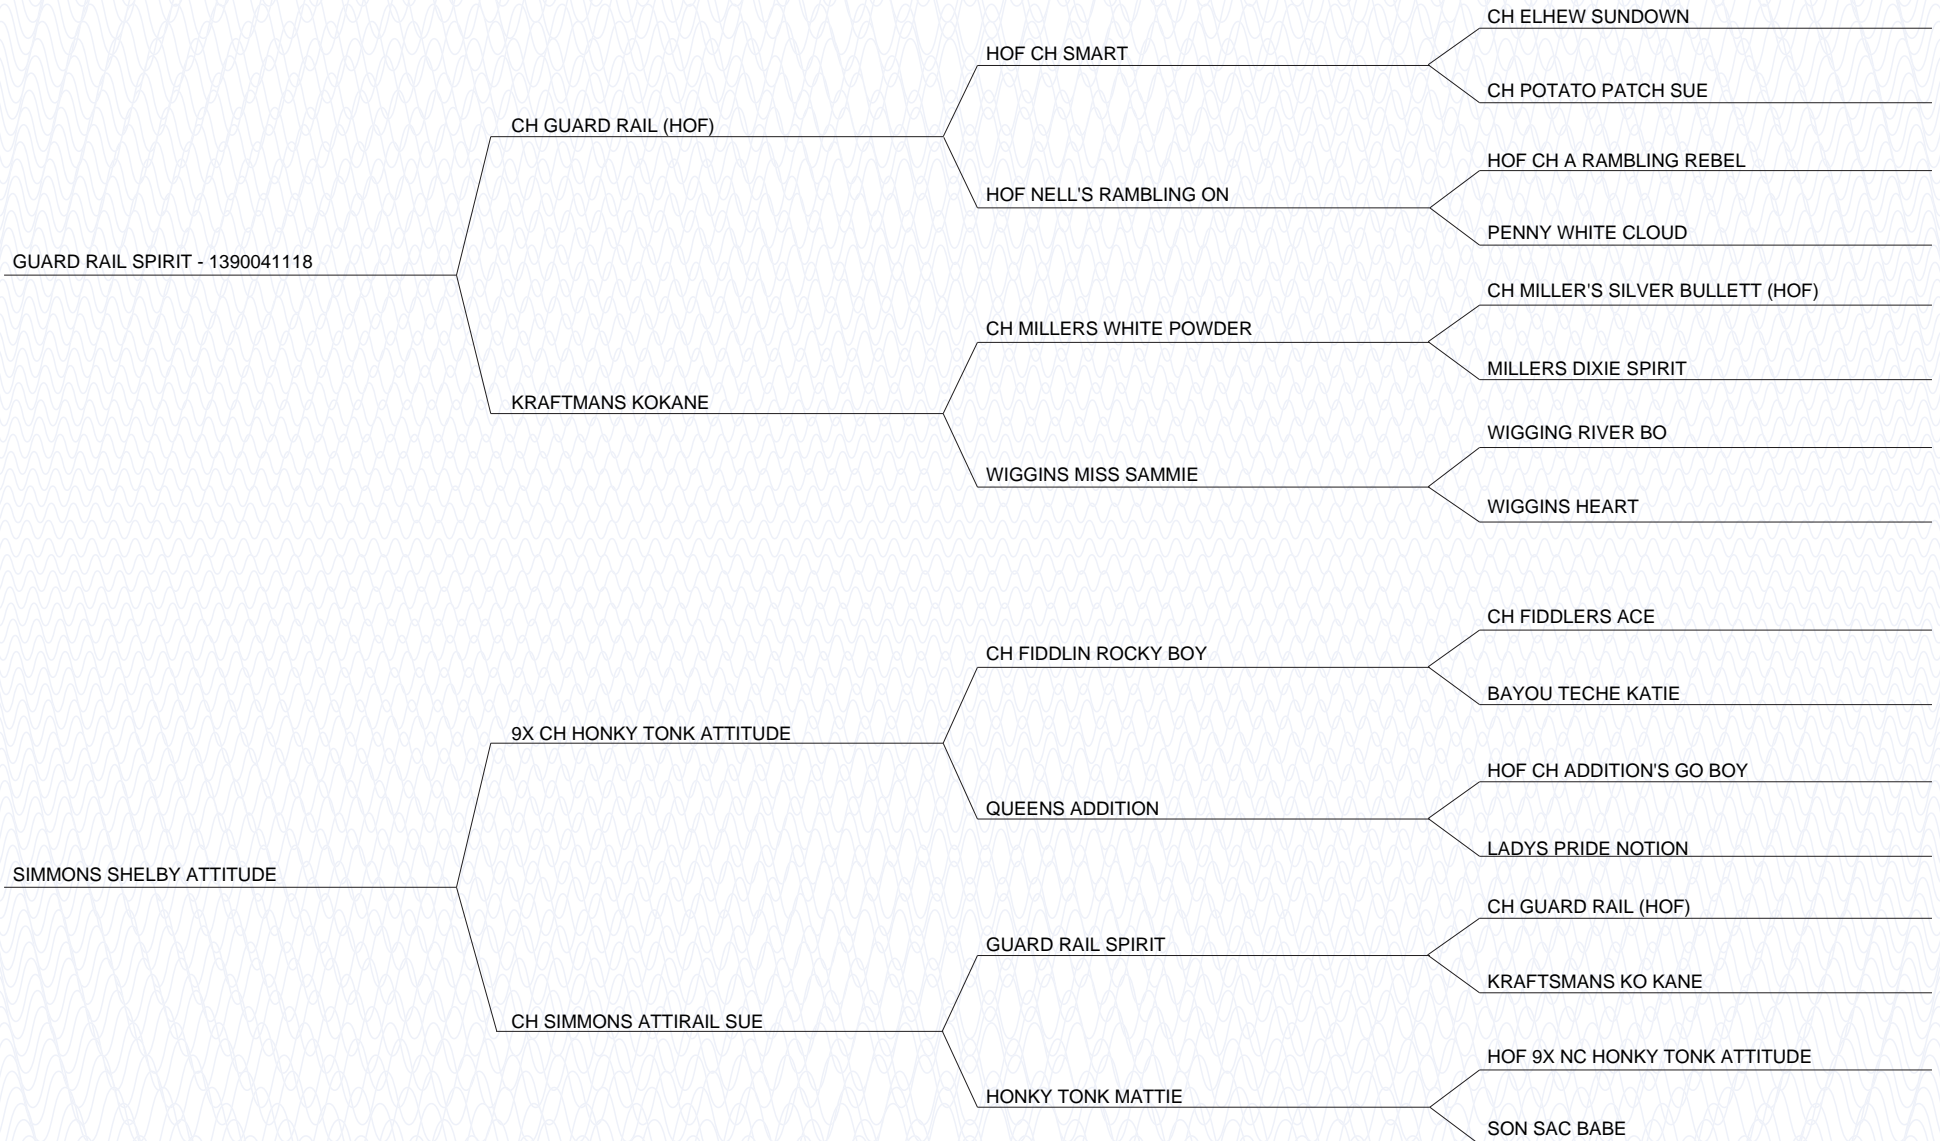 CH ELHEW SUNDOWN
HOF CH SMART
CH POTATO PATCH SUE
CH GUARD RAIL (HOF)
HOF CH A RAMBLING REBEL
HOF NELL'S RAMBLING ON
PENNY WHITE CLOUD
GUARD RAIL SPIRIT - 1390041118
CH MILLER'S SILVER BULLETT (HOF)
CH MILLERS WHITE POWDER
MILLERS DIXIE SPIRIT
KRAFTMANS KOKANE
WIGGING RIVER BO
WIGGINS MISS SAMMIE
WIGGINS HEART
CH FIDDLERS ACE
CH FIDDLIN ROCKY BOY
BAYOU TECHE KATIE
9X CH HONKY TONK ATTITUDE
HOF CH ADDITION'S GO BOY
QUEENS ADDITION
LADYS PRIDE NOTION
SIMMONS SHELBY ATTITUDE
CH GUARD RAIL (HOF)
GUARD RAIL SPIRIT
KRAFTSMANS KO KANE
CH SIMMONS ATTIRAIL SUE
HOF 9X NC HONKY TONK ATTITUDE
HONKY TONK MATTIE
SON SAC BABE